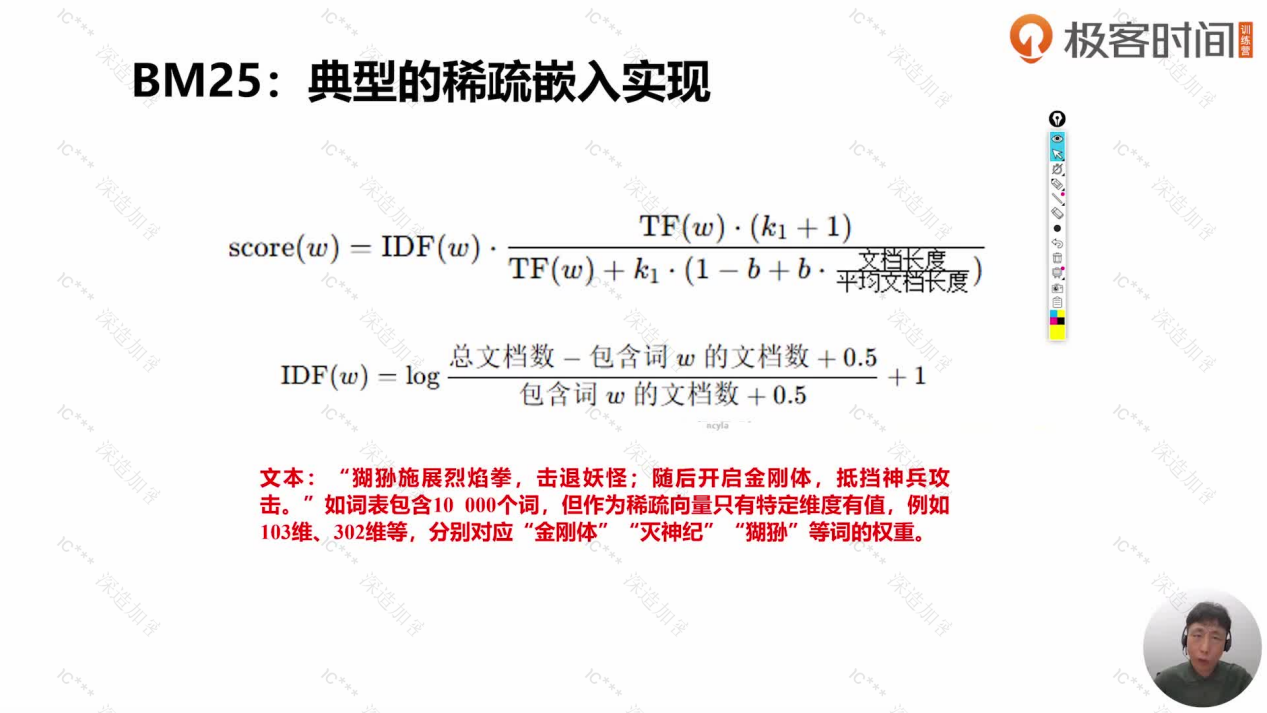 极客时间 训练营
BM25：典型的稀疏嵌入实现
score(w) = IDF(w) · TF(w) · (k₁ + 1) / TF(w) + k₁ · (1 − b + b · 文档长度 / 平均文档长度)
IDF(w) = log 总文档数 − 包含词 w 的文档数 + 0.5 / 包含词 w 的文档数 + 0.5 + 1
文本：“猢狲施展烈焰拳，击退妖怪；随后开启金刚体，抵挡神兵攻
击。”如词表包含10 000个词，但作为稀疏向量只有特定维度有值，例如
103维、302维等，分别对应“金刚体”“灭神纪”“猢狲”等词的权重。
IC***
深造加密